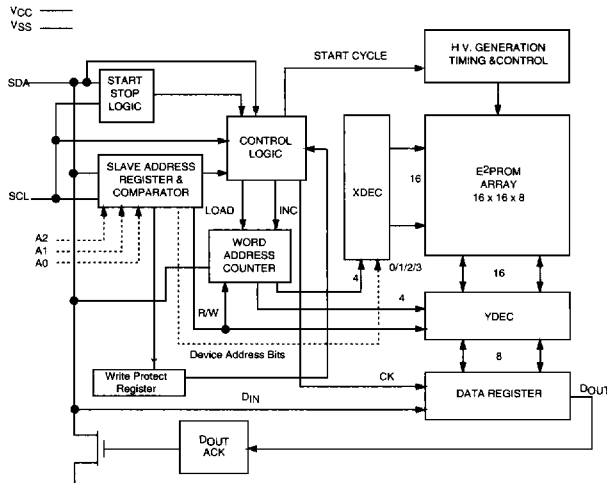 VCC
VSS
START CYCLE
H.V. GENERATION
TIMING &CONTROL
SDA
START
STOP
LOGIC
CONTROL
LOGIC
SLAVE ADDRESS
REGISTER &
COMPARATOR
SCL
XDEC
16
E²PROM
ARRAY
16 x 16 x 8
LOAD
INC
A2
A1
A0
WORD
ADDRESS
COUNTER
0/1/2/3
4
16
R/W
4
YDEC
Device Address Bits
8
Write Protect
Register
CK
DIN
DATA REGISTER
DOUT
DOUT
ACK